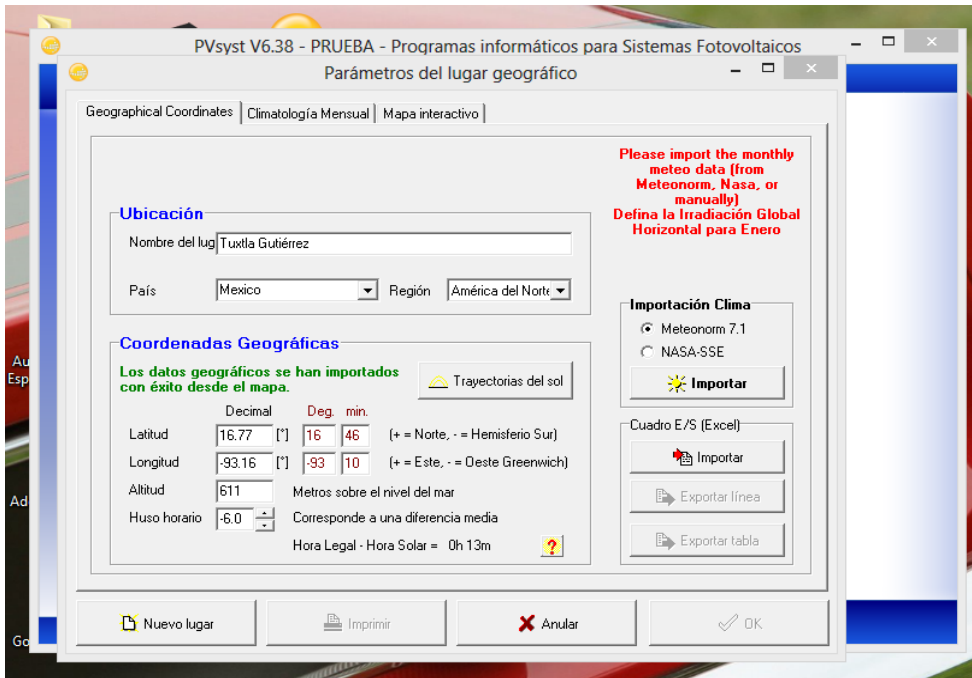 PVsyst V6.38 - PRUEBA - Programas informáticos para Sistemas Fotovoltaicos
Parámetros del lugar geográfico
Geographical Coordinates
Climatología Mensual
Mapa interactivo
Please import the monthly
meteo data (from
Meteonorm, Nasa, or
manually)
Defina la Irradiación Global
Horizontal para Enero
Ubicación
Nombre del lug Tuxtla Gutiérrez
País Mexico Región América del Norte
Importación Clima
Meteonorm 7.1
NASA-SSE
Importar
Coordenadas Geográficas
Los datos geográficos se han importados
con éxito desde el mapa.
Trayectorias del sol
Decimal Deg. min.
Latitud 16.77 [°] 16 46 (+ = Norte, - = Hemisferio Sur)
Longitud -93.16 [°] -93 10 (+ = Este, - = Oeste Greenwich)
Altitud 611 Metros sobre el nivel del mar
Huso horario -6.0 Corresponde a una diferencia media
Hora Legal - Hora Solar = 0h 13m ?
Cuadro E/S (Excel)
Importar
Exportar línea
Exportar tabla
Nuevo lugar
Imprimir
Anular
OK
Au
Esp
Ad
Go